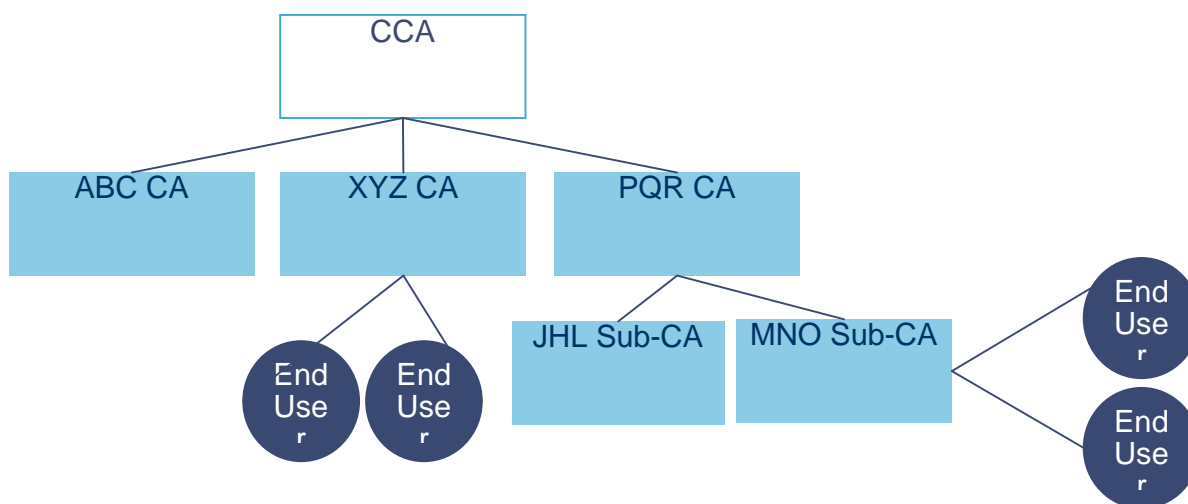 CCA
ABC CA
XYZ CA
PQR CA
JHL Sub-CA
MNO Sub-CA
End
Use
r
End
Use
r
End
Use
r
End
Use
r